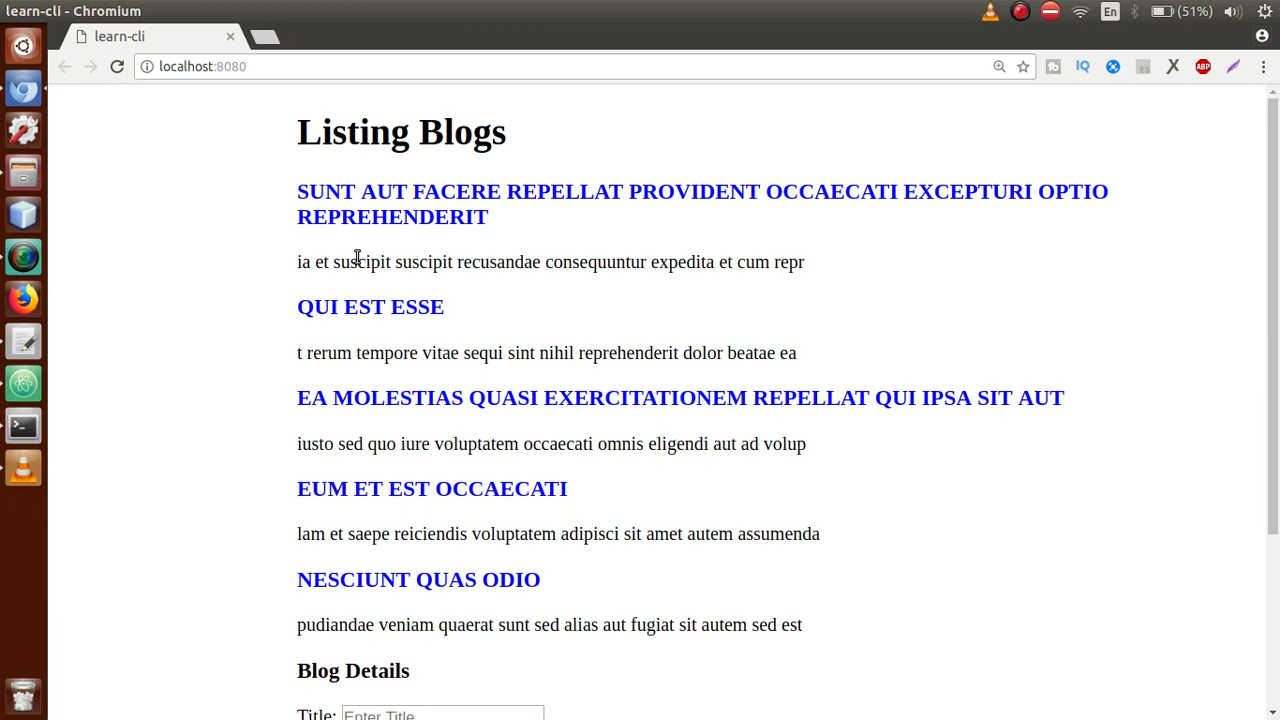 learn-cli - Chromium
En
(51%)
learn-cli
localhost:8080
tb
IQ
ES
X
ABP
Listing Blogs
SUNT AUT FACERE REPELLAT PROVIDENT OCCAECATI EXCEPTURI OPTIO
REPREHENDERIT
ia et suscipit suscipit recusandae consequuntur expedita et cum repr
QUI EST ESSE
t rerum tempore vitae sequi sint nihil reprehenderit dolor beatae ea
EA MOLESTIAS QUASI EXERCITATIONEM REPELLAT QUI IPSA SIT AUT
iusto sed quo iure voluptatem occaecati omnis eligendi aut ad volup
EUM ET EST OCCAECATI
lam et saepe reiciendis voluptatem adipisci sit amet autem assumenda
NESCIUNT QUAS ODIO
pudiandae veniam quaerat sunt sed alias aut fugiat sit autem sed est
Blog Details
Title: Enter Title